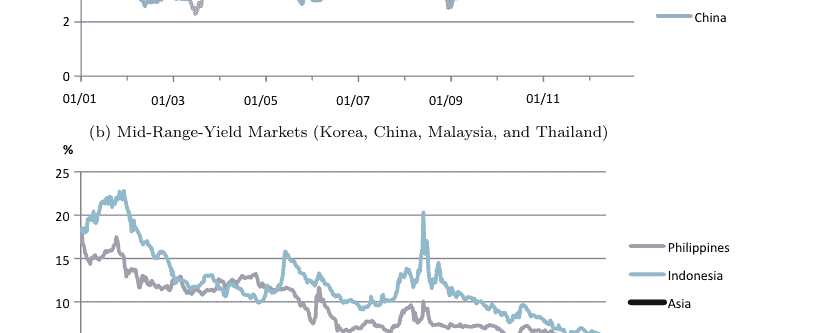 2
China
0
01/01 01/03 01/05 01/07 01/09 01/11
(b) Mid-Range-Yield Markets (Korea, China, Malaysia, and Thailand)
%
25
20
Philippines
15
Indonesia
10
Asia